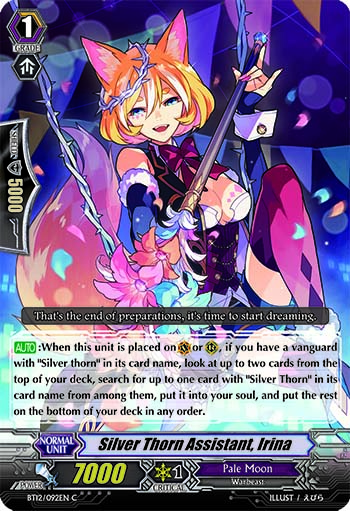 1
GRADE
SHIELD
5000
That's the end of preparations, it's time to start dreaming.
AUTO :When this unit is placed on or , if you have a vanguard
with "Silver thorn" in its card name, look at up to two cards from the
top of your deck, search for up to one card with "Silver Thorn" in its
card name from among them, put it into your soul, and put the rest
on the bottom of your deck in any order.
NORMAL UNIT
Silver Thorn Assistant, Irina
POWER 7000
1 CRITICAL
Pale Moon
Warbeast
BT12/092EN C
ILLUST / えびら